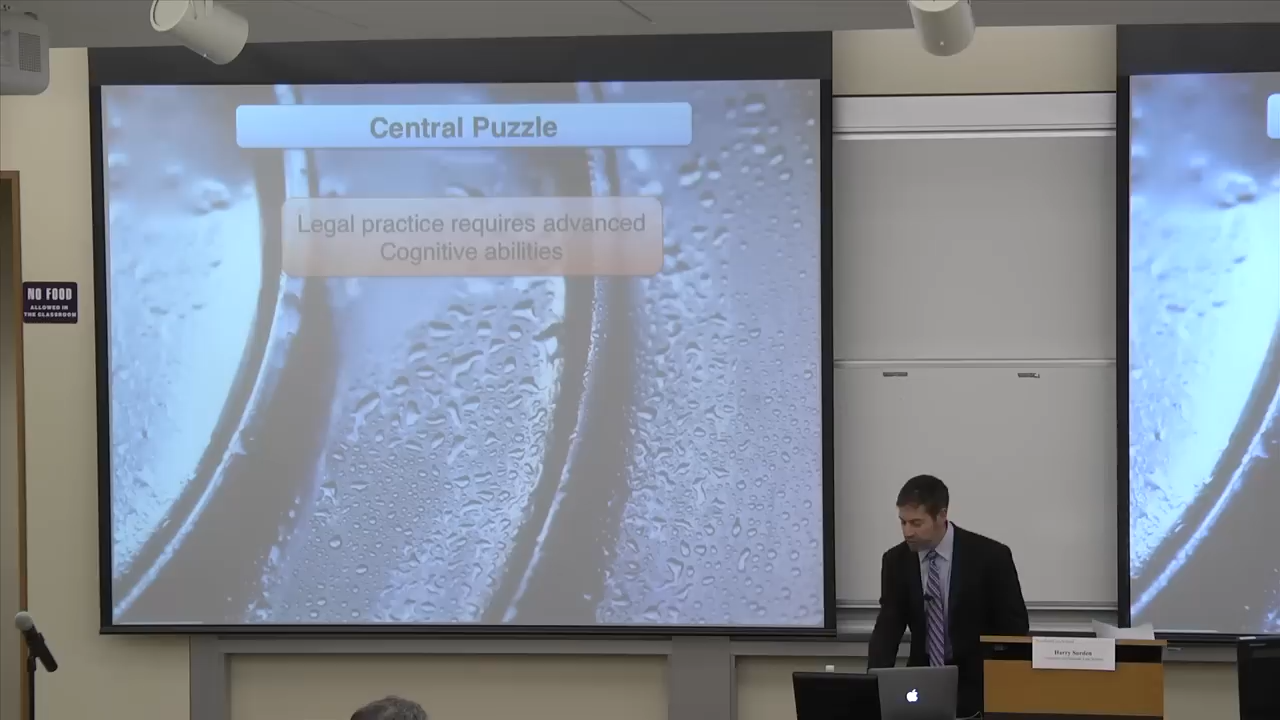 Central Puzzle
Legal practice requires advanced
Cognitive abilities
NO FOOD
ALLOWED IN
THE CLASSROOM
Harry Surden